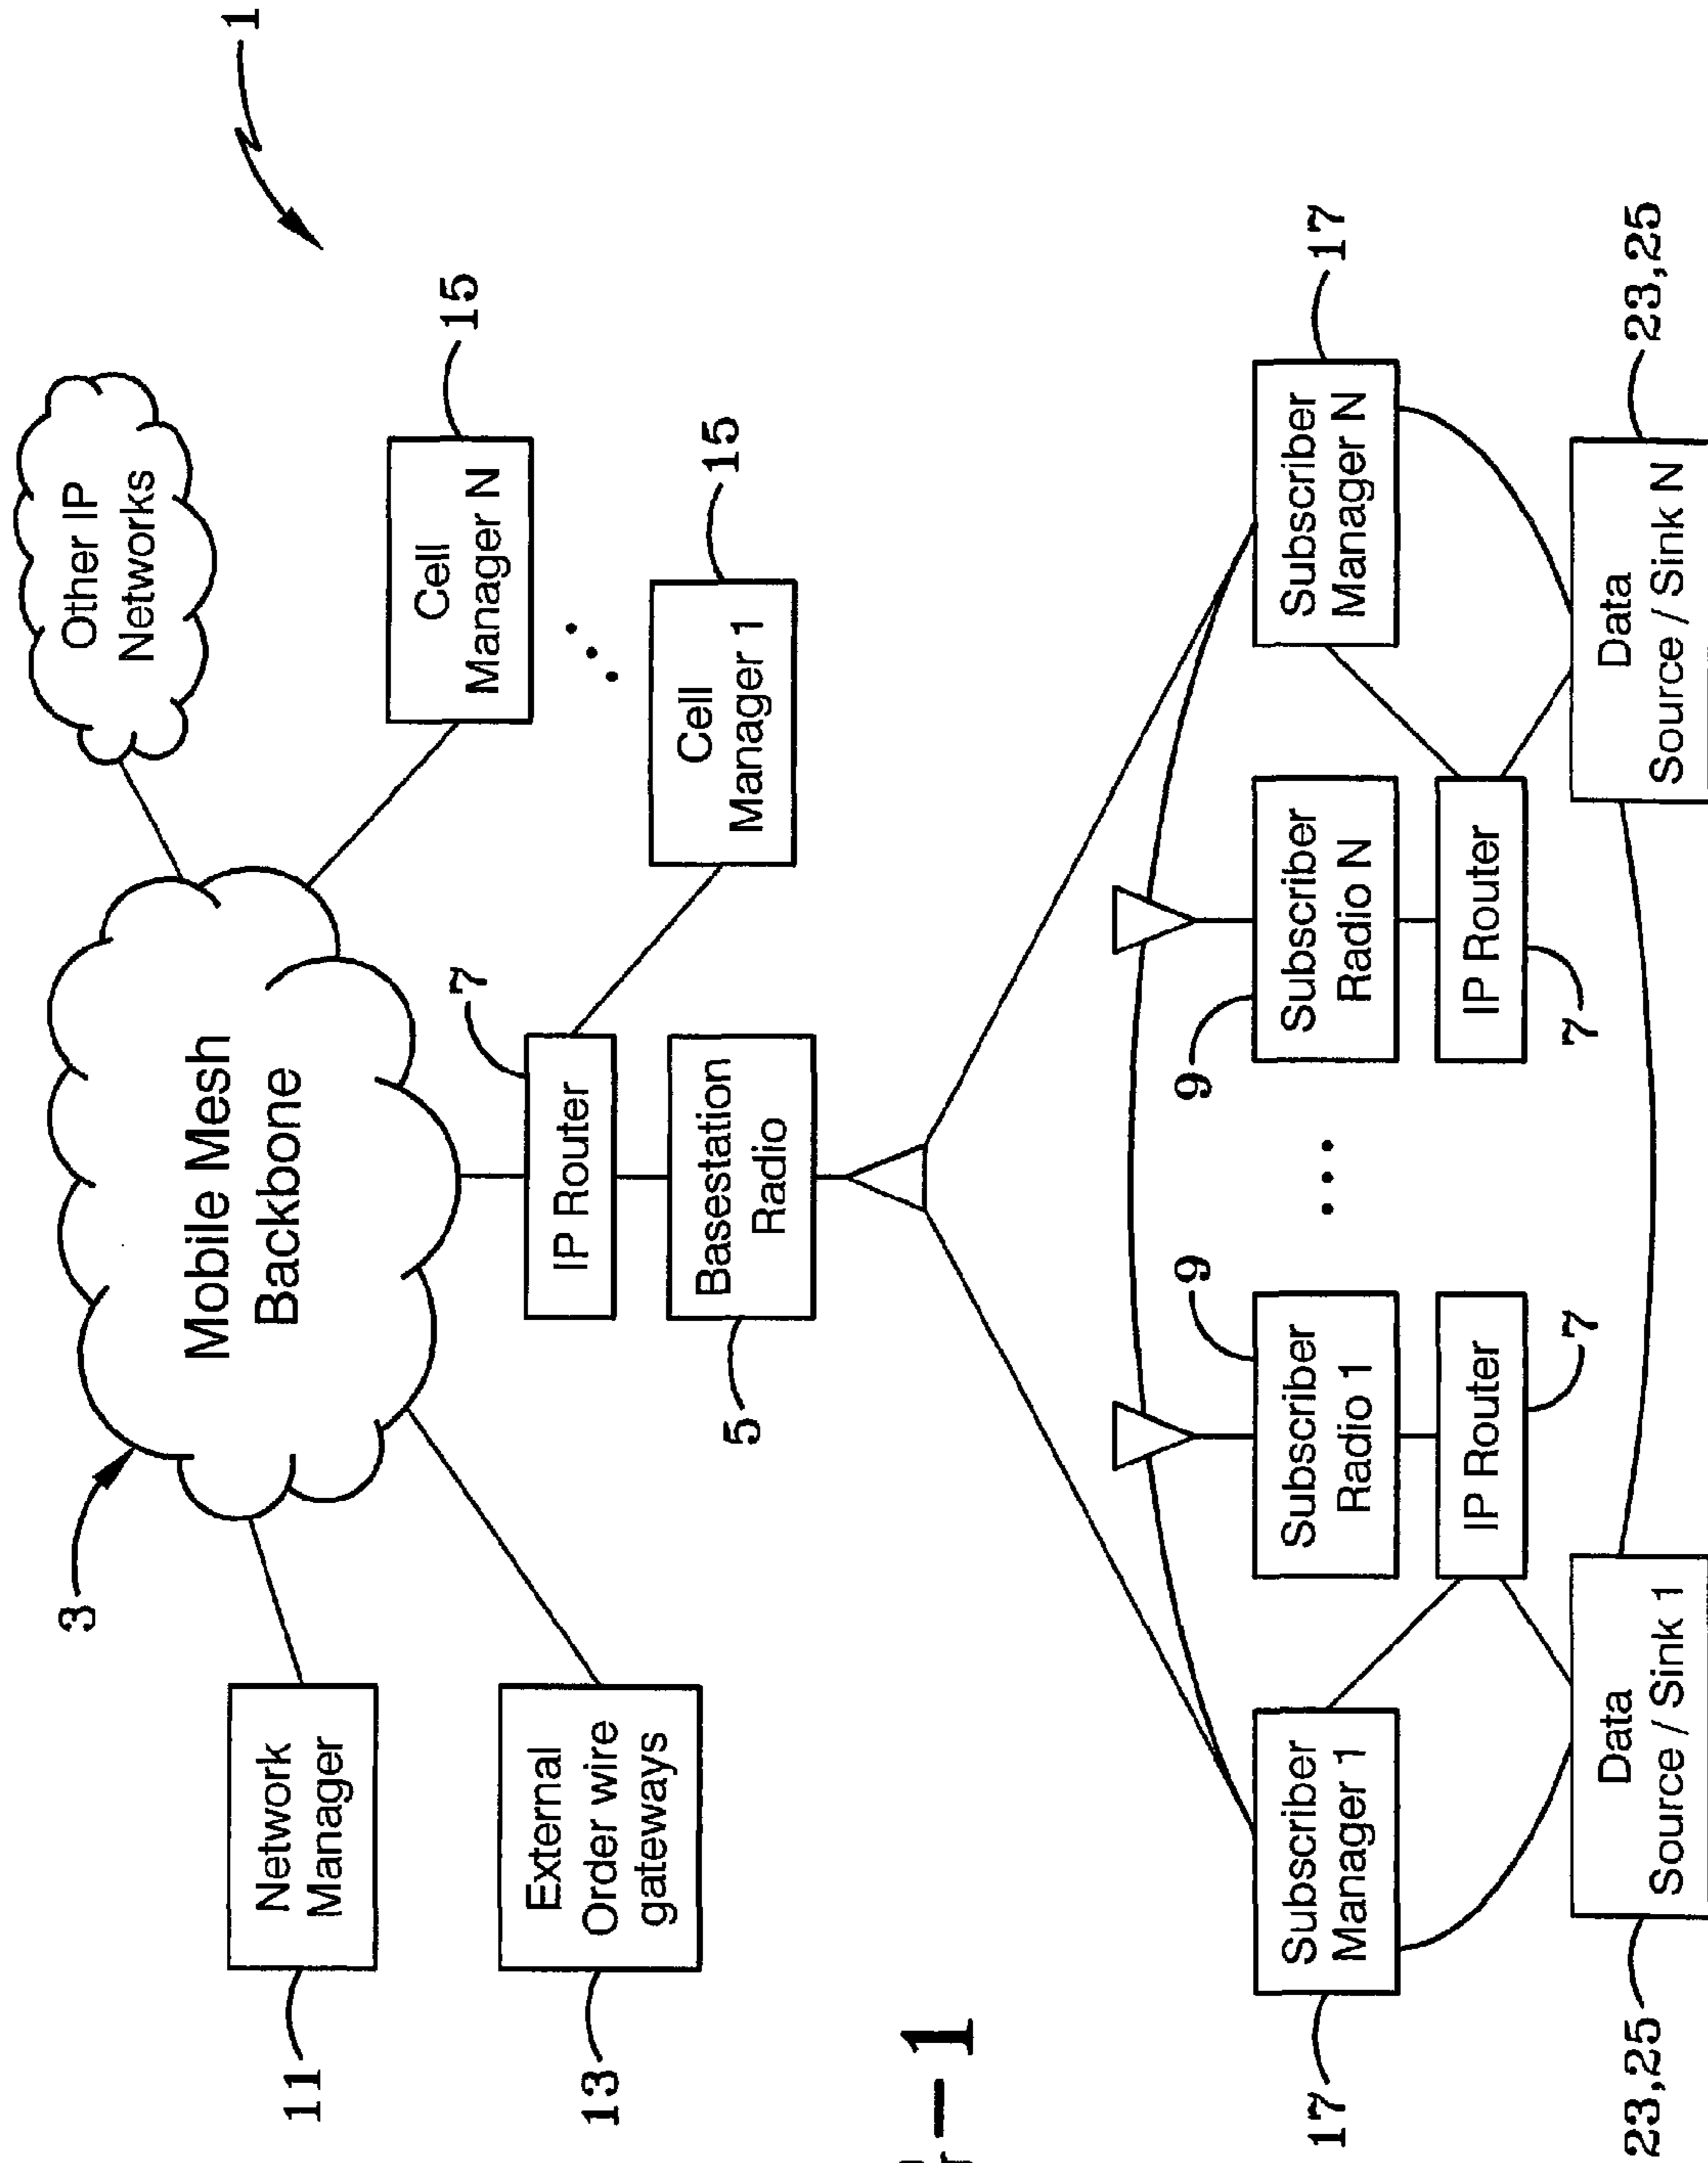 1
Other IP
Networks
3
Mobile Mesh
Backbone
Network
Manager
11
Cell
Manager N
15
External
Order wire
gateways
13
7
IP Router
Cell
Manager 1
15
Basestation
Radio
5
9
9
Subscriber
Manager 1
17
Subscriber
Radio 1
Subscriber
Radio N
Subscriber
Manager N
17
IP Router
7
IP Router
7
Data
Source / Sink 1
23,25
Data
Source / Sink N
23,25
-1